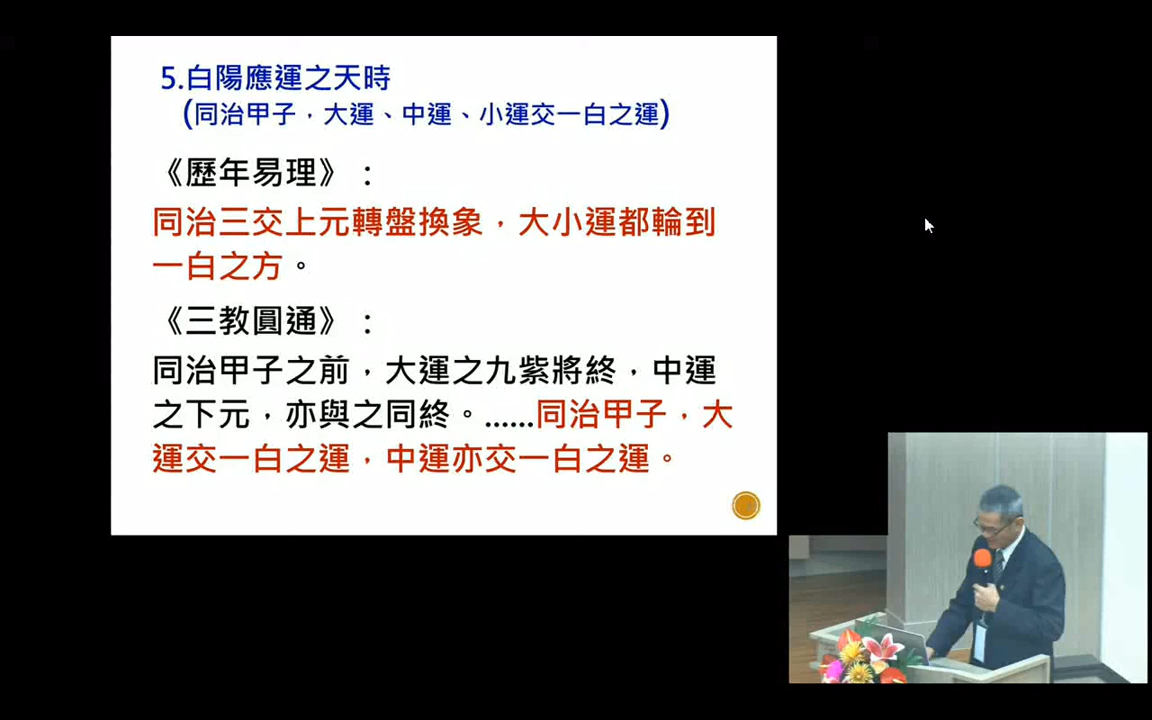 5.白陽應運之天時
(同治甲子，大運、中運、小運交一白之運)
《歷年易理》：
同治三交上元轉盤換象，大小運都輪到
一白之方。
《三教圓通》：
同治甲子之前，大運之九紫將終，中運
之下元，亦與之同終。......同治甲子，大
運交一白之運，中運亦交一白之運。